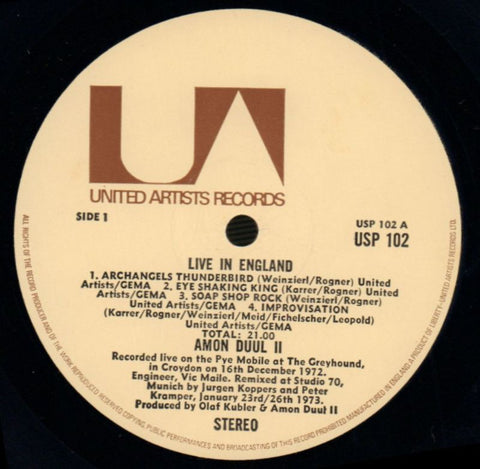 UA
UNITED ARTISTS RECORDS
SIDE 1
USP 102 A
USP 102
LIVE IN ENGLAND
1. ARCHANGELS THUNDERBIRD (Weinzierl/Rogner) United
Artists/GEMA 2. EYE SHAKING KING (Karrer/Rogner) United
Artists/GEMA 3. SOAP SHOP ROCK (Weinzierl/Rogner)
United Artists/GEMA 4. IMPROVISATION
(Karrer/Rogner/Weinzierl/Meid/Fichelscher/Leopold)
United Artists/GEMA
TOTAL: 21.00
AMON DUUL II
Recorded live on the Pye Mobile at The Greyhound,
in Croydon on 16th December 1972.
Engineer, Vic Maile. Remixed at Studio 70,
Munich by Jurgen Koppers and Peter
Kramper, January 23rd/26th 1973.
Produced by Olaf Kubler & Amon Duul II
STEREO
ALL RIGHTS OF THE RECORD PRODUCER AND OF THE WORK REPRODUCED RESERVED COPYING, PUBLIC PERFORMANCES AND BROADCASTING OF THIS RECORD PROHIBITED MANUFACTURED IN ENGLAND A PRODUCT OF LIBERTY-UNITED ARTISTS RECORDS LTD.